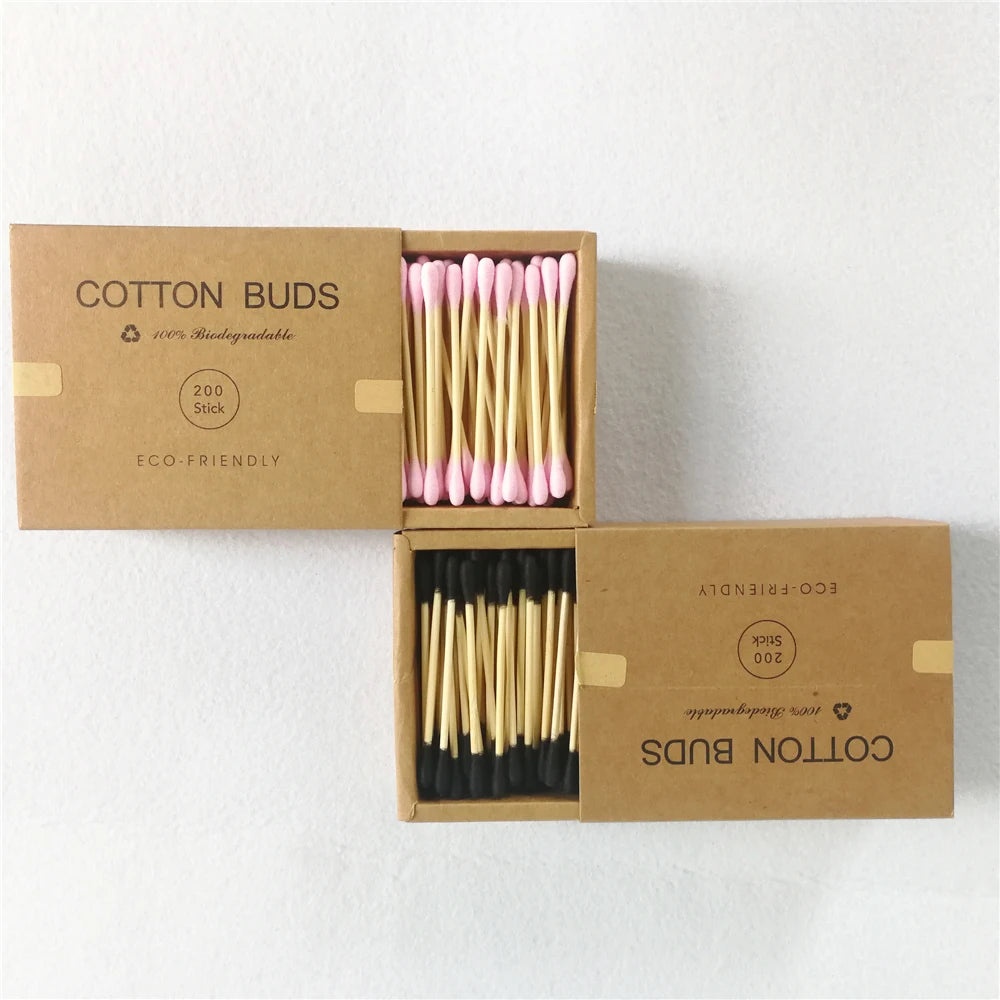 COTTON BUDS
100% Biodegradable
200
Stick
ECO-FRIENDLY
COTTON BUDS
100% Biodegradable
200
Stick
ECO-FRIENDLY